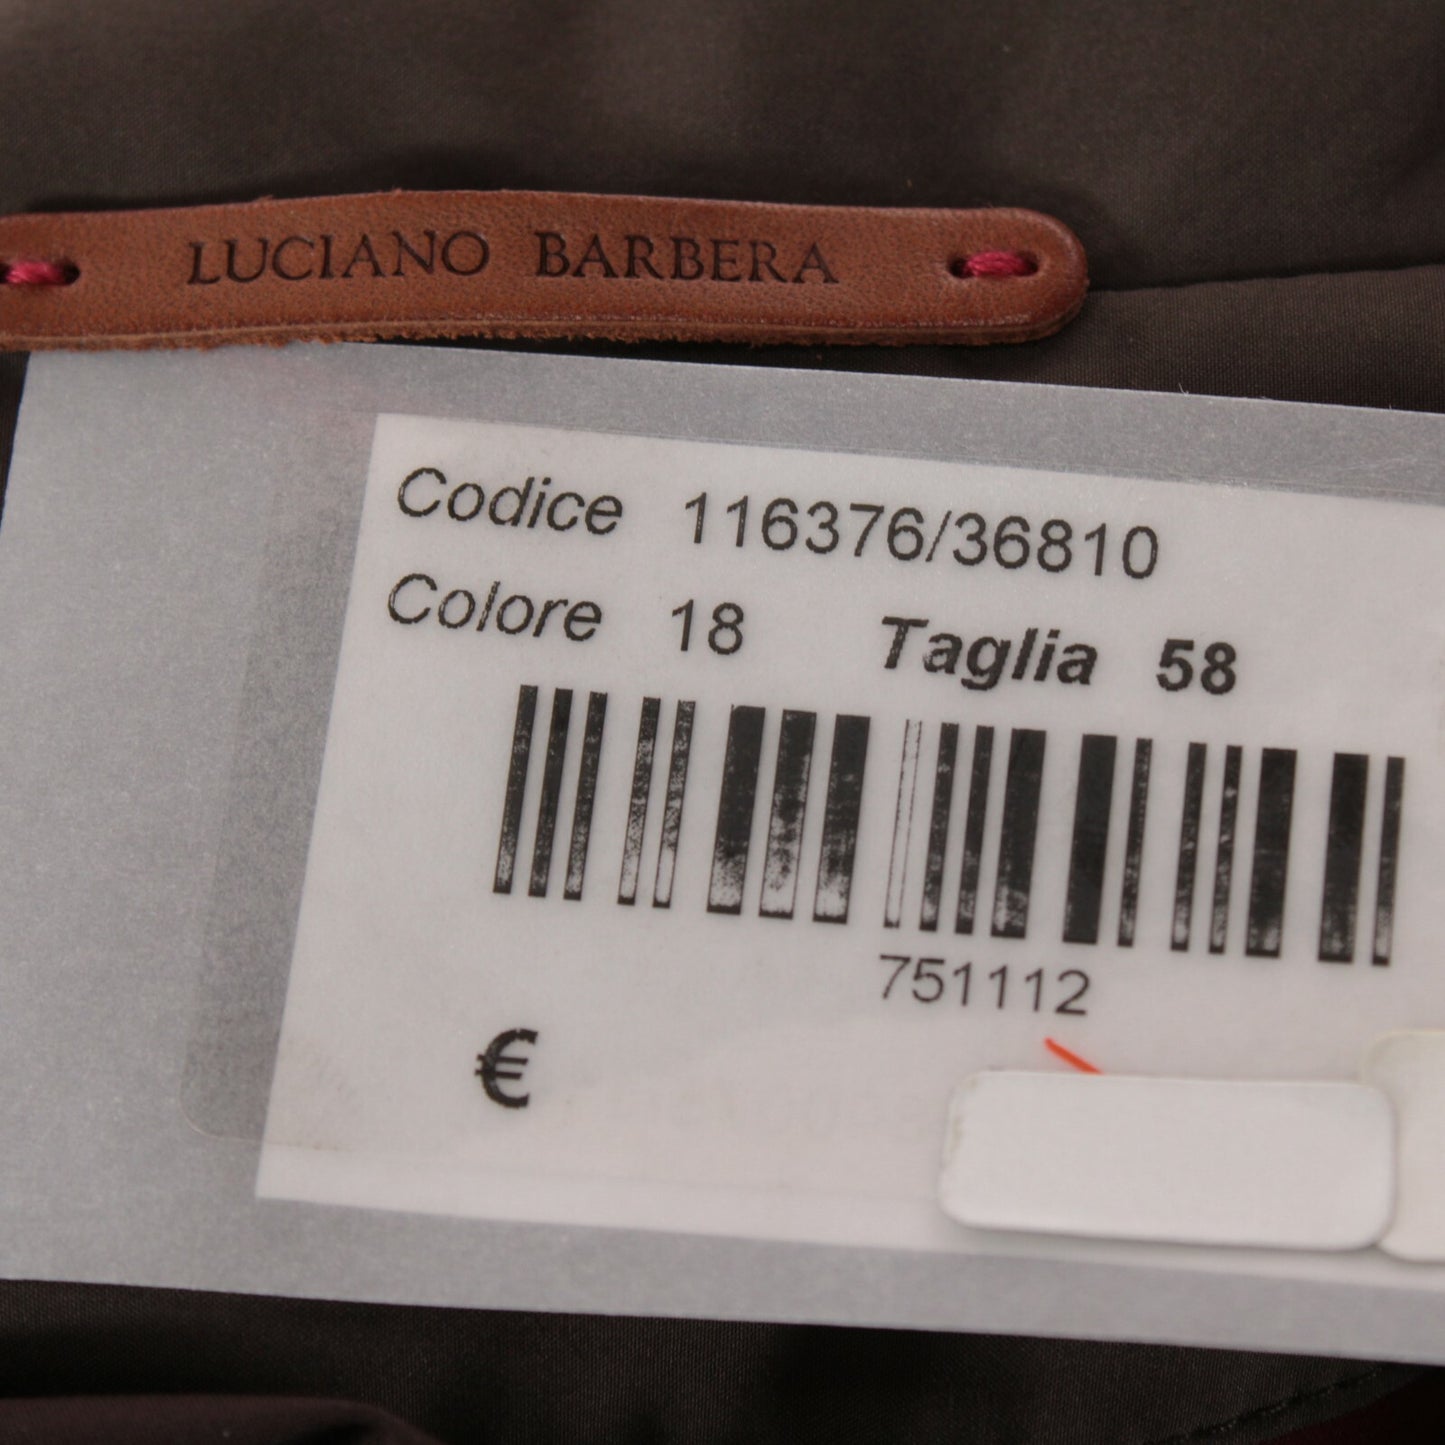 LUCIANO BARBERA
Codice 116376/36810
Colore 18 Taglia 58
751112
€